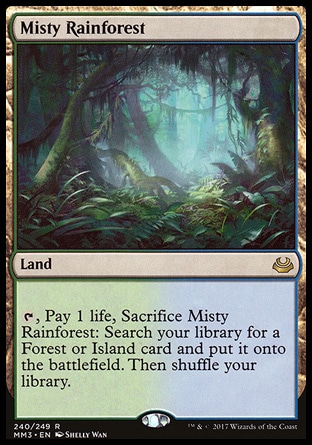 Misty Rainforest
Land
, Pay 1 life, Sacrifice Misty
Rainforest: Search your library for a
Forest or Island card and put it onto
the battlefield. Then shuffle your
library.
240/249 R
MM3 • EN Shelly Wan
™ & © 2017 Wizards of the Coast